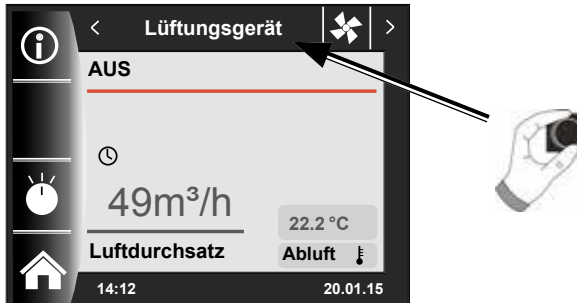 Lüftungsgerät
AUS
49m³/h
22.2 °C
Luftdurchsatz
Abluft
14:12
20.01.15